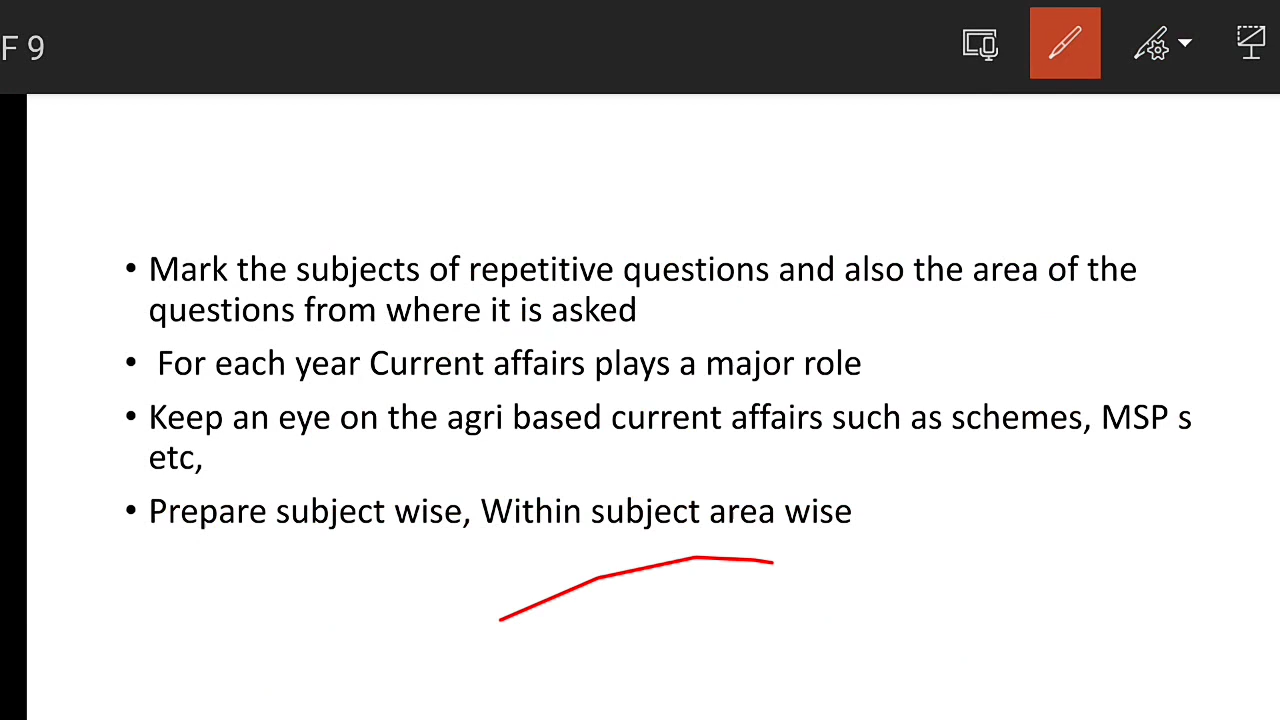 F 9
• Mark the subjects of repetitive questions and also the area of the
questions from where it is asked
• For each year Current affairs plays a major role
• Keep an eye on the agri based current affairs such as schemes, MSP s
etc,
• Prepare subject wise, Within subject area wise